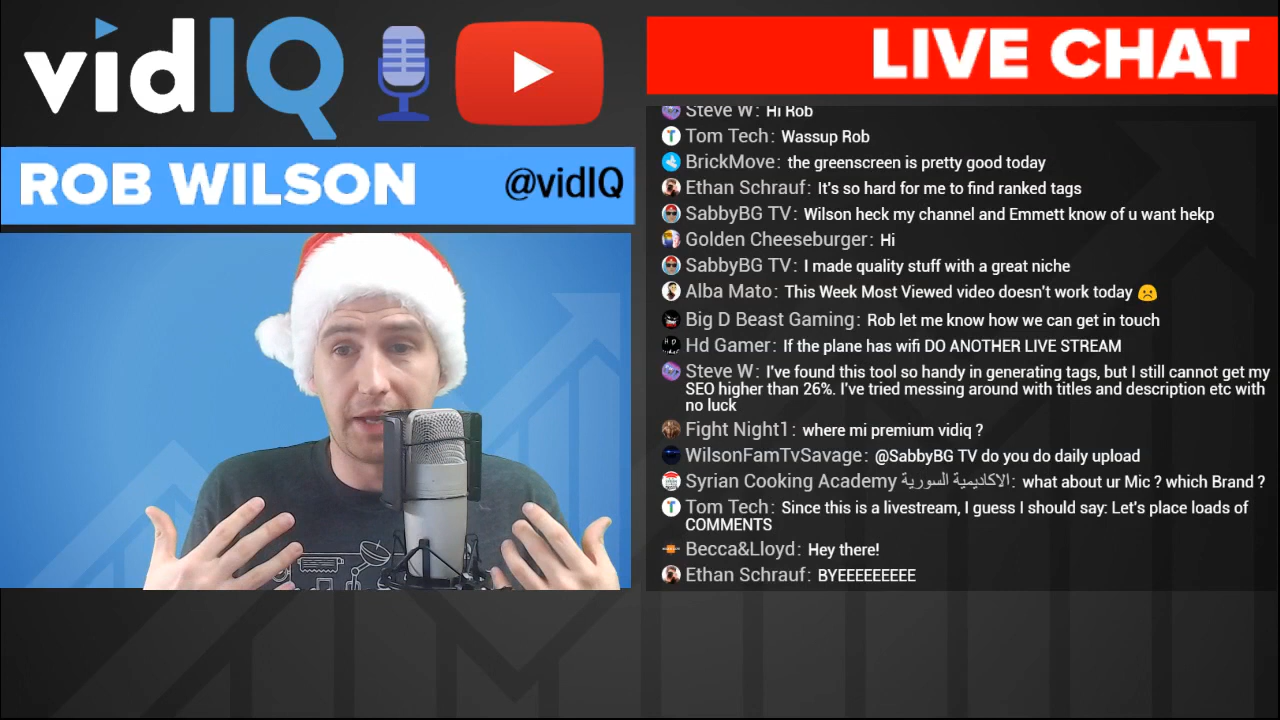 vidIQ
ROB WILSON
@vidIQ
LIVE CHAT
Steve W: Hi Rob
Tom Tech: Wassup Rob
BrickMove: the greenscreen is pretty good today
Ethan Schrauf: It's so hard for me to find ranked tags
SabbyBG TV: Wilson heck my channel and Emmett know of u want hekp
Golden Cheeseburger: Hi
SabbyBG TV: I made quality stuff with a great niche
Alba Mato: This Week Most Viewed video doesn't work today ☹️
Big D Beast Gaming: Rob let me know how we can get in touch
Hd Gamer: If the plane has wifi DO ANOTHER LIVE STREAM
Steve W: I've found this tool so handy in generating tags, but I still cannot get my
SEO higher than 26%. I've tried messing around with titles and description etc with
no luck
Fight Night1: where mi premium vidiq ?
WilsonFamTvSavage: @SabbyBG TV do you do daily upload
Syrian Cooking Academy الاكاديمية السورية: what about ur Mic ? which Brand ?
Tom Tech: Since this is a livestream, I guess I should say: Let's place loads of
COMMENTS
Becca&Lloyd: Hey there!
Ethan Schrauf: BYEEEEEEEEE